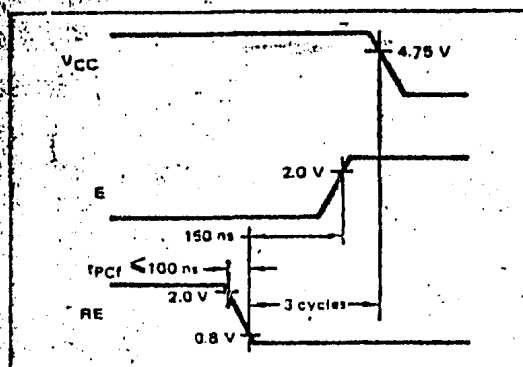 VCC
4.75 V
2.0 V
E
150 ns
tPCf ≤ 100 ns
2.0 V
RE
3 cycles
0.8 V